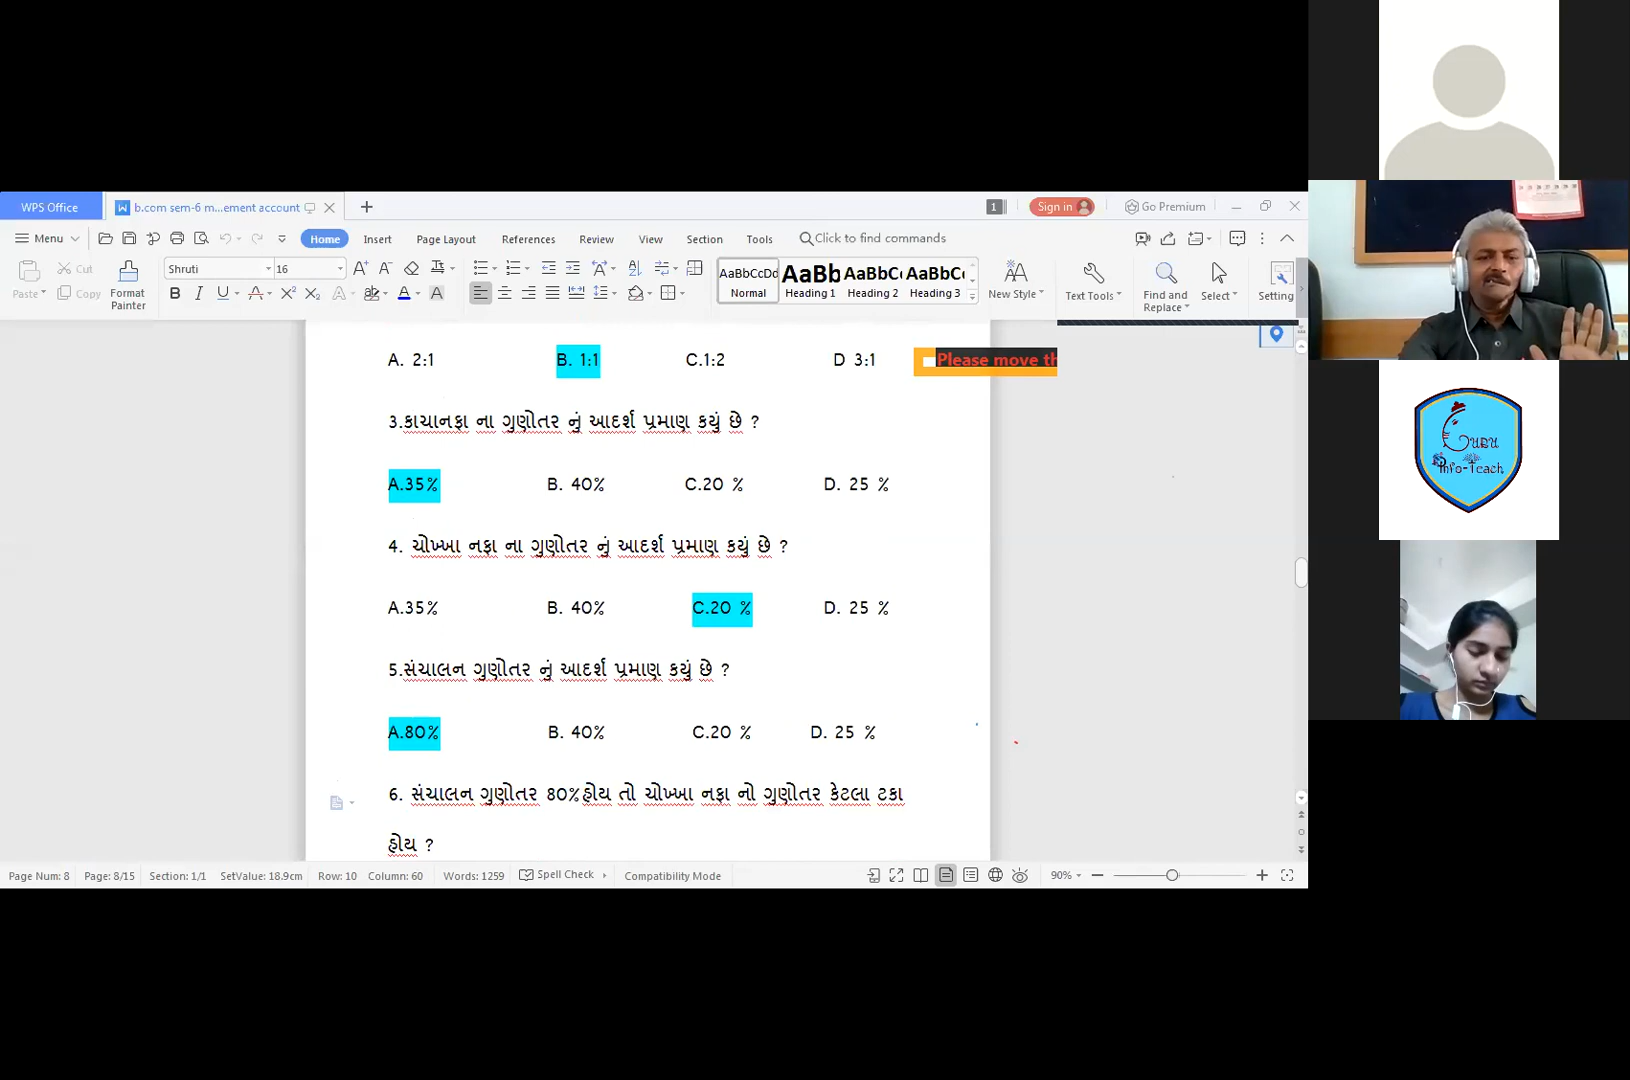 WPS Office
b.com sem-6 m...ement account
1
Sign in
Go Premium
Menu
Home
Insert
Page Layout
References
Review
View
Section
Tools
Click to find commands
Paste
Cut
Copy
Format
Painter
Shruti
16
AaBbCcDd
Normal
AaBb
Heading 1
AaBbC
Heading 2
AaBbC
Heading 3
New Style
Text Tools
Find and
Replace
Select
Setting
A. 2:1 B. 1:1 C.1:2 D 3:1
Please move th
3.કાચાનફા ના ગુણોતર નું આદર્શ પ્રમાણ કયું છે ?
A.35% B. 40% C.20 % D. 25 %
4. ચોખ્ખા નફા ના ગુણોતર નું આદર્શ પ્રમાણ કયું છે ?
A.35% B. 40% C.20 % D. 25 %
5.સંચાલન ગુણોતર નું આદર્શ પ્રમાણ કયું છે ?
A.80% B. 40% C.20 % D. 25 %
6. સંચાલન ગુણોતર 80%હોય તો ચોખ્ખા નફા નો ગુણોતર કેટલા ટકા
હોય ?
Page Num: 8 Page: 8/15 Section: 1/1 SetValue: 18.9cm Row: 10 Column: 60 Words: 1259 Spell Check Compatibility Mode 90%
GURU
Info-Teach